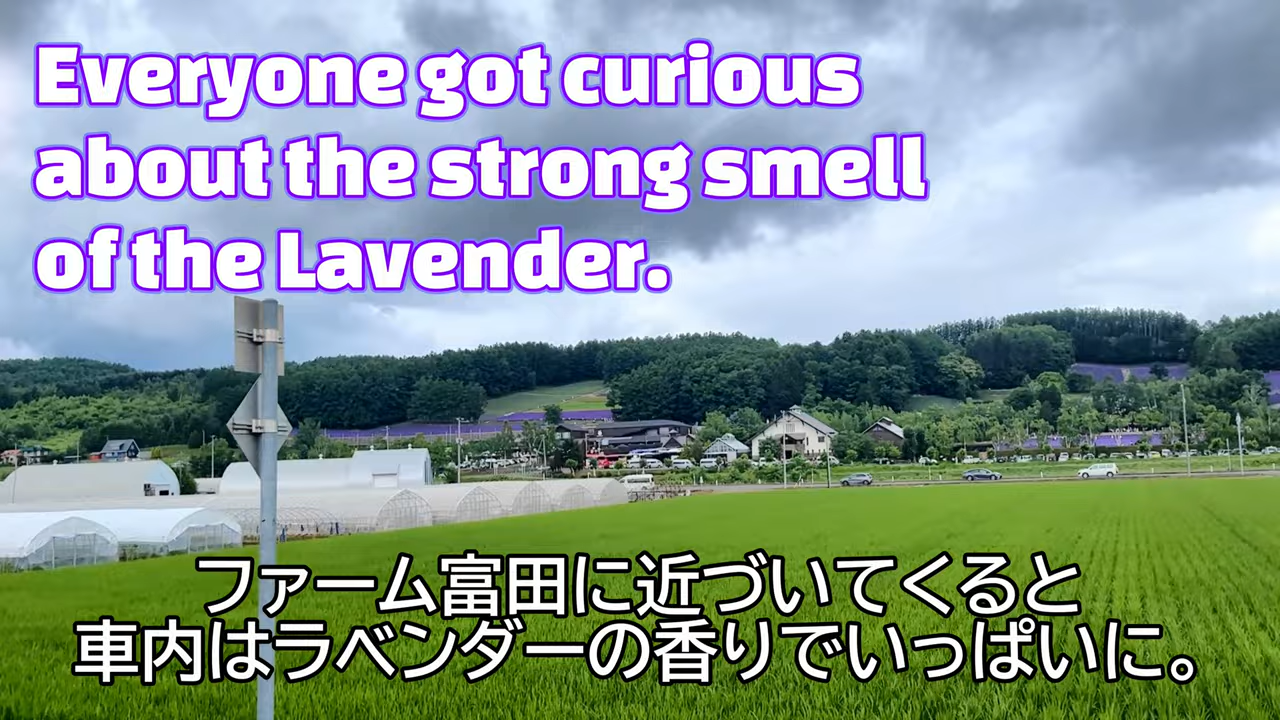 Everyone got curious
about the strong smell
of the Lavender.
ファーム富田に近づいてくると
車内はラベンダーの香りでいっぱいに。